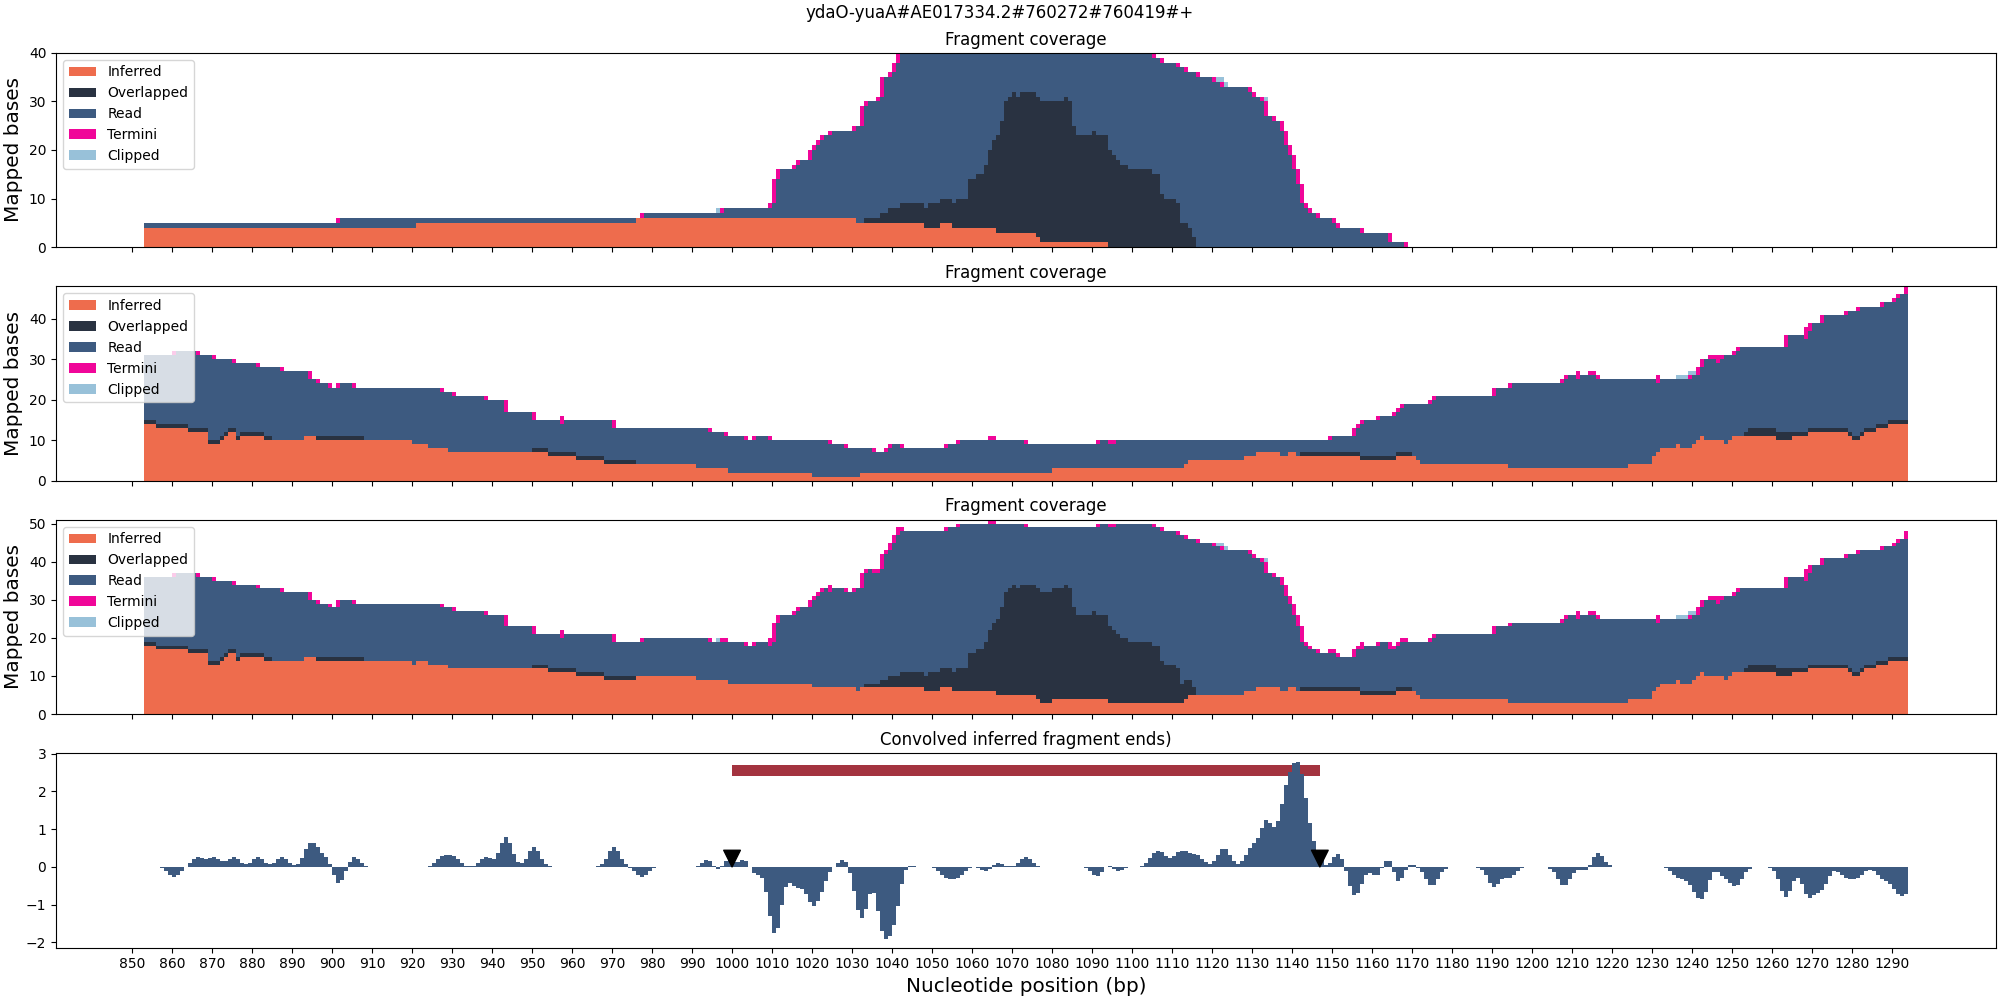 ydaO-yuaA#AE017334.2#760272#760419#+
Fragment coverage
Mapped bases
40
30
20
10
0
Inferred
Overlapped
Read
Termini
Clipped
Fragment coverage
Mapped bases
40
30
20
10
0
Inferred
Overlapped
Read
Termini
Clipped
Fragment coverage
Mapped bases
50
40
30
20
10
0
Inferred
Overlapped
Read
Termini
Clipped
Convolved inferred fragment ends)
3
2
1
0
−1
−2
850 860 870 880 890 900 910 920 930 940 950 960 970 980 990 1000 1010 1020 1030 1040 1050 1060 1070 1080 1090 1100 1110 1120 1130 1140 1150 1160 1170 1180 1190 1200 1210 1220 1230 1240 1250 1260 1270 1280 1290
Nucleotide position (bp)